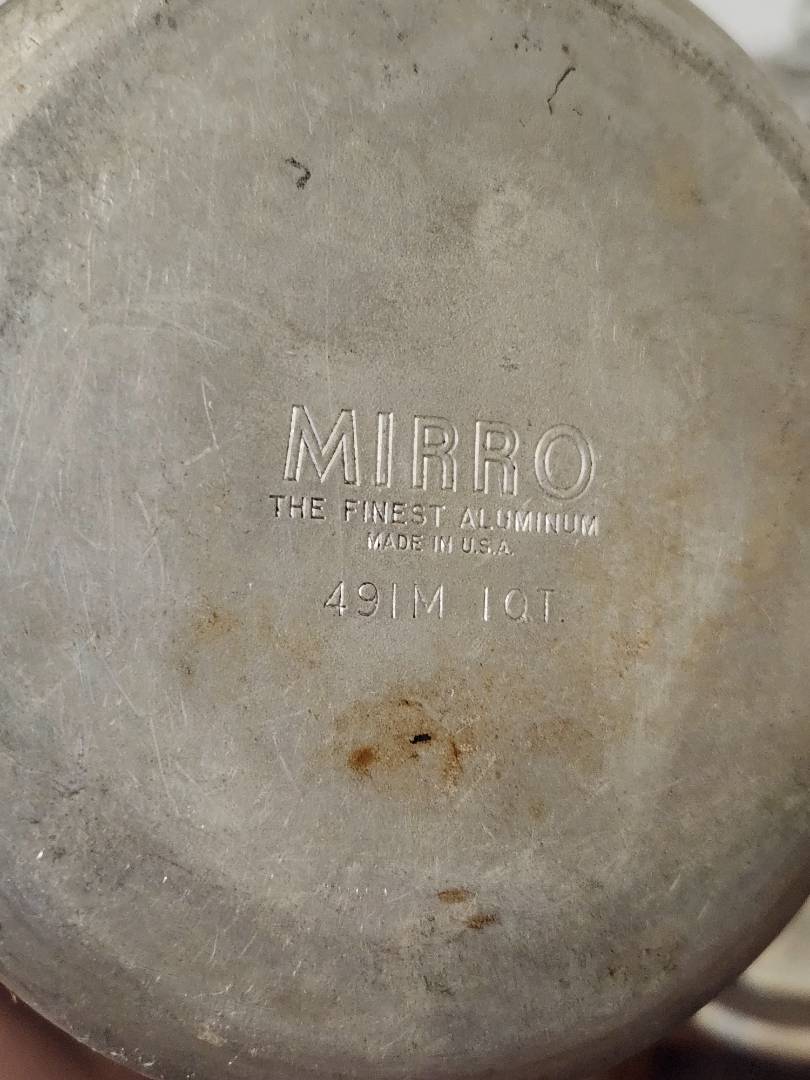 MIRRO
THE FINEST ALUMINUM
MADE IN U.S.A.
491M 1QT.